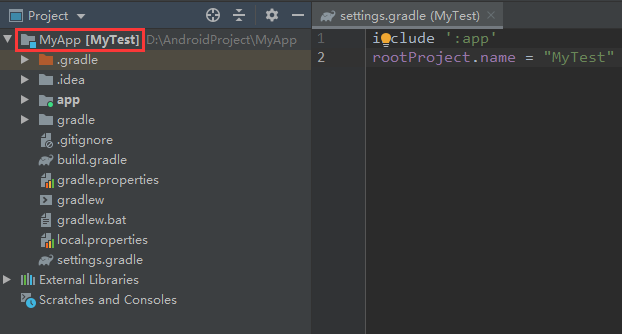 Project
MyApp [MyTest] D:\AndroidProject\MyApp
.gradle
.idea
app
gradle
.gitignore
build.gradle
gradle.properties
gradlew
gradlew.bat
local.properties
settings.gradle
External Libraries
Scratches and Consoles
settings.gradle (MyTest)
1 include ':app'
2 rootProject.name = "MyTest"